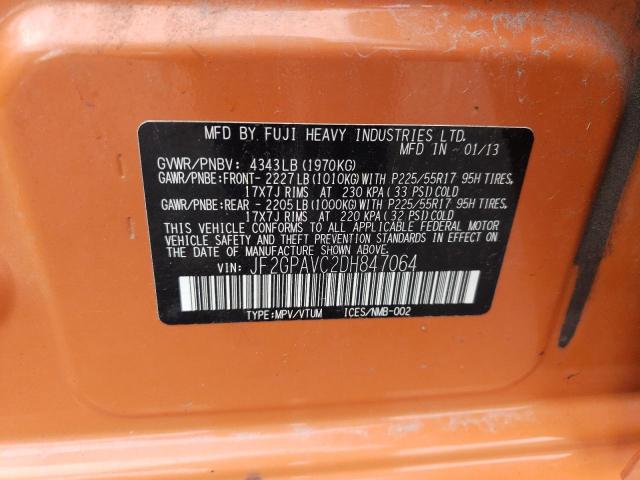 MFD BY FUJI HEAVY INDUSTRIES LTD.
MFD IN - 01/13
GVWR/PNBV: 4343LB (1970KG)
GAWR/PNBE:FRONT- 2227LB (1010KG)WITH P225/55R17 95H TIRES,
17X7J RIMS AT 230 KPA (33 PSI)COLD
GAWR/PNBE:REAR - 2205LB (1000KG)WITH P225/55R17 95H TIRES,
17X7J RIMS AT 220 KPA (32 PSI)COLD
THIS VEHICLE CONFORMS TO ALL APPLICABLE FEDERAL MOTOR
VEHICLE SAFETY AND THEFT PREVENTION STANDARDS IN EFFECT ON
THE DATE OF MANUFACTURE SHOWN ABOVE.
VIN: JF2GPAVC2DH847064
TYPE:MPV/VTUM ICES/NMB-002